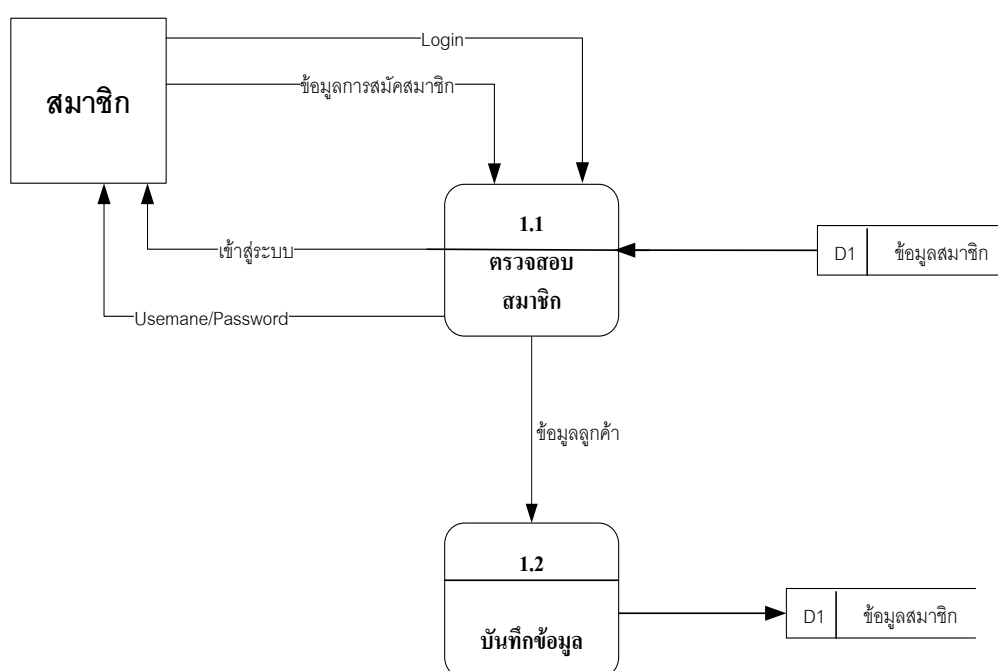 Login
ข้อมูลการสมัคสมาชิก
สมาชิก
1.1
ตรวจสอบ
สมาชิก
เข้าสู่ระบบ
D1 ข้อมูลสมาชิก
Usemane/Password
ข้อมูลลูกค้า
1.2
บันทึกข้อมูล
D1 ข้อมูลสมาชิก